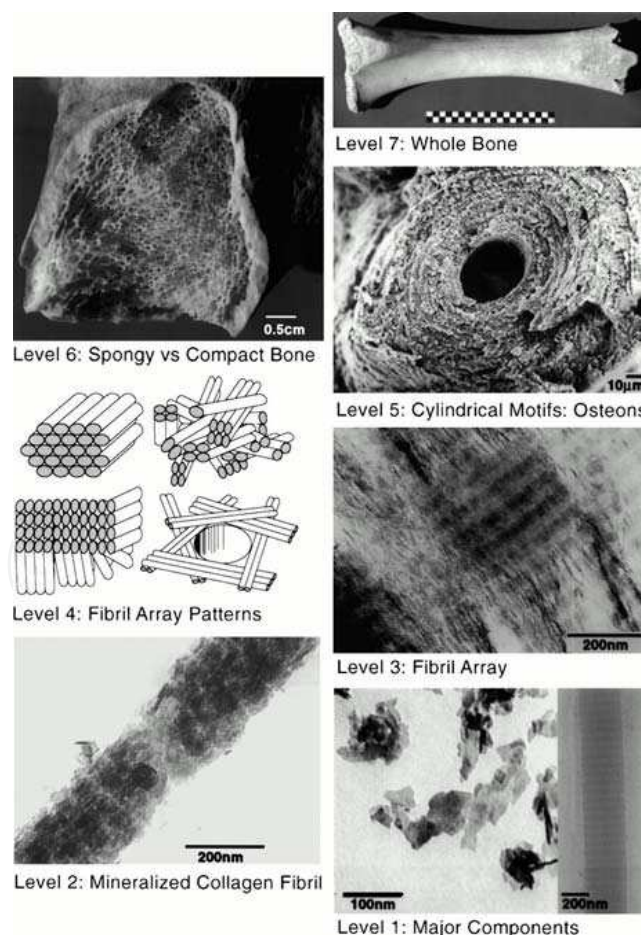 Level 7: Whole Bone
0.5cm
Level 6: Spongy vs Compact Bone
10µm
Level 5: Cylindrical Motifs: Osteons
Level 4: Fibril Array Patterns
200nm
Level 3: Fibril Array
200nm
Level 2: Mineralized Collagen Fibril
100nm
200nm
Level 1: Major Components